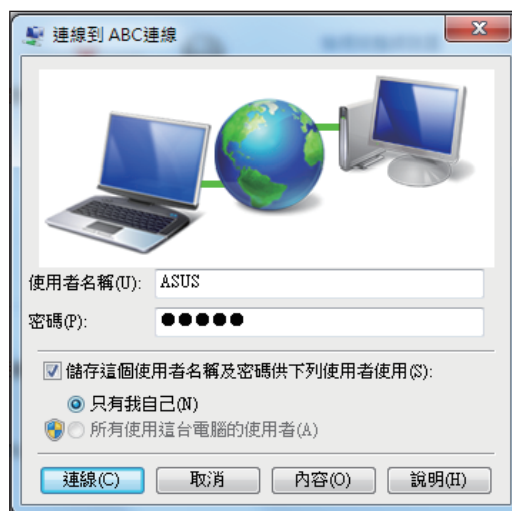 連線到 ABC連線
使用者名稱(U): ASUS
密碼(P): ●●●●●
儲存這個使用者名稱及密碼供下列使用者使用(S):
只有我自己(N)
所有使用這台電腦的使用者(A)
連線(C) 取消 內容(O) 說明(H)